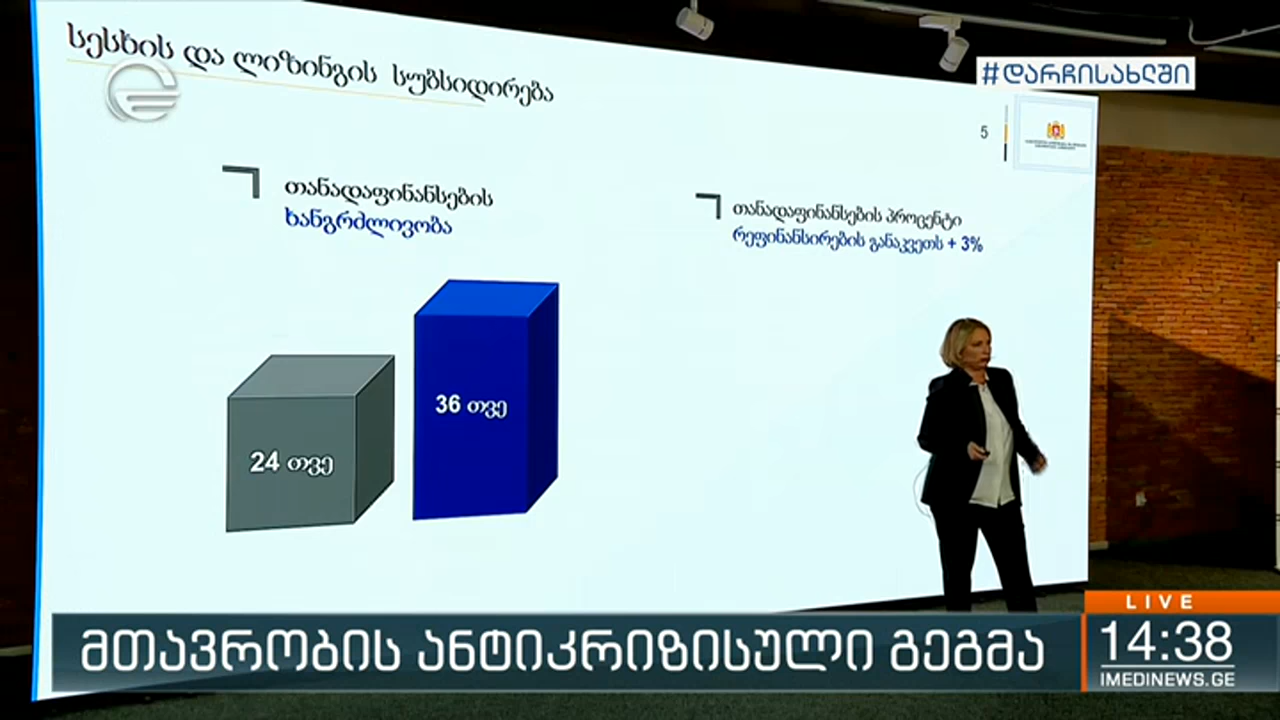 სესხის და ლიზინგის სუბსიდირება
#დარჩისახლში
5
თანადაფინანსების
ხანგრძლივობა
თანადაფინანსების პროცენტი
რეფინანსირების განაკვეთს + 3%
24 თვე
36 თვე
მთავრობის ანტიკრიზისული გეგმა
LIVE
14:38
IMEDINEWS.GE